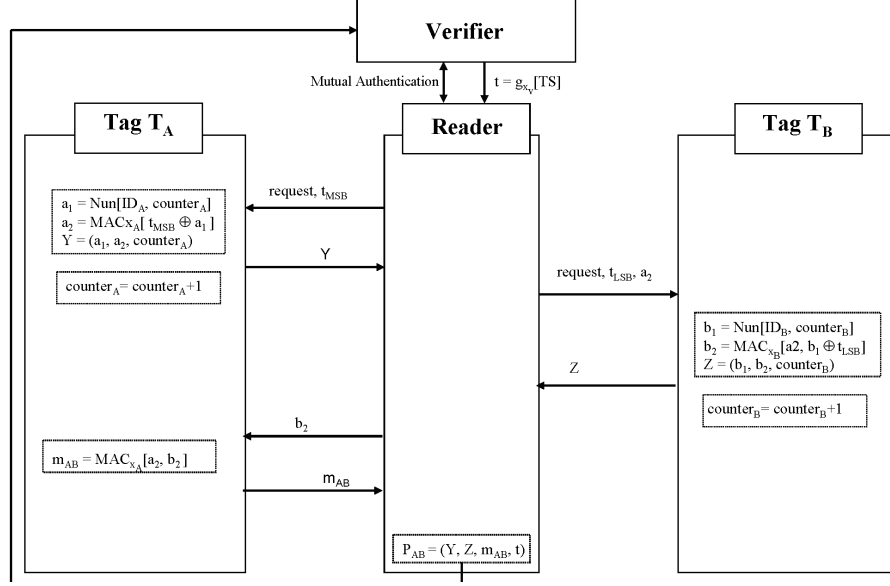 Verifier
Mutual Authentication
t = g_{x_v}[TS]
Tag T_A
Reader
Tag T_B
request, t_MSB
a_1 = Nun[ID_A, counter_A]
a_2 = MACx_A[ t_MSB ⊕ a_1 ]
Y = (a_1, a_2, counter_A)
Y
counter_A= counter_A+1
request, t_LSB, a_2
b_1 = Nun[ID_B, counter_B]
b_2 = MAC_{x_B}[a2, b_1 ⊕ t_LSB]
Z = (b_1, b_2, counter_B)
Z
counter_B= counter_B+1
b_2
m_AB = MAC_{x_A}[a_2, b_2 ]
m_AB
P_AB = (Y, Z, m_AB, t)